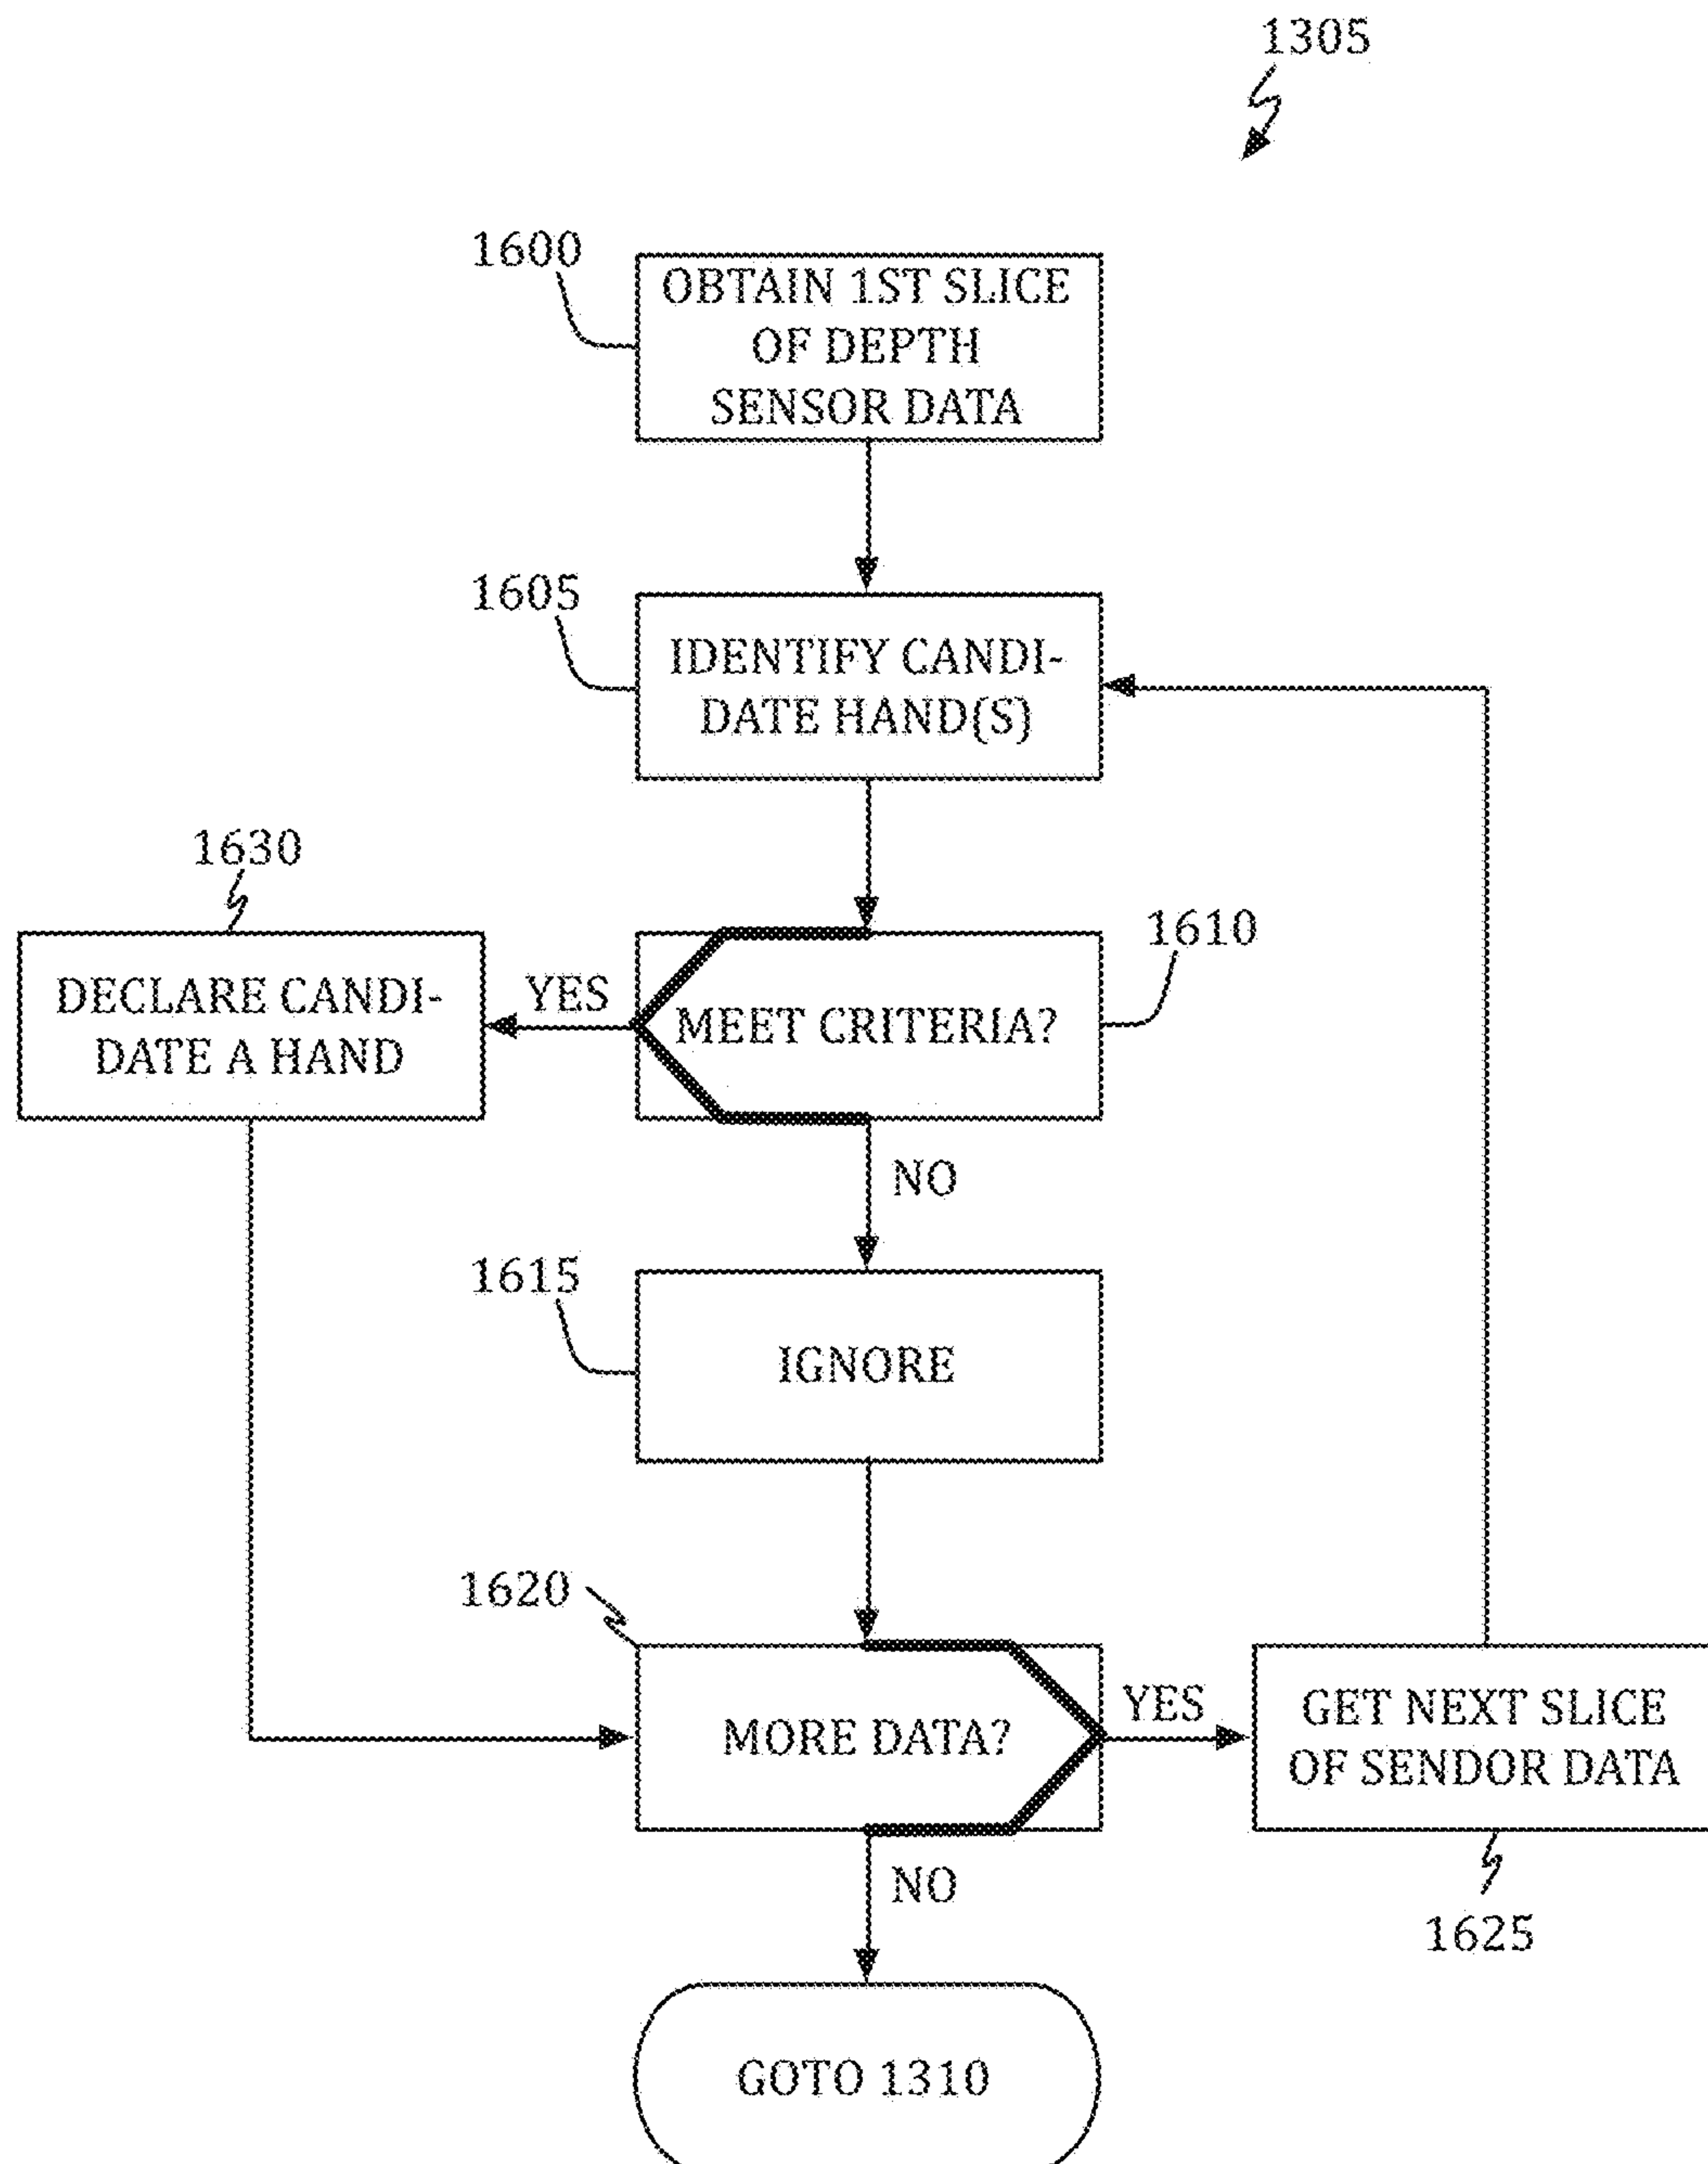 1305
1600
OBTAIN 1ST SLICE
OF DEPTH
SENSOR DATA
1605
IDENTIFY CANDI-
DATE HAND(S)
1630
DECLARE CANDI-
DATE A HAND
YES
MEET CRITERIA?
1610
NO
1615
IGNORE
1620
MORE DATA?
YES
GET NEXT SLICE
OF SENDOR DATA
1625
NO
GOTO 1310